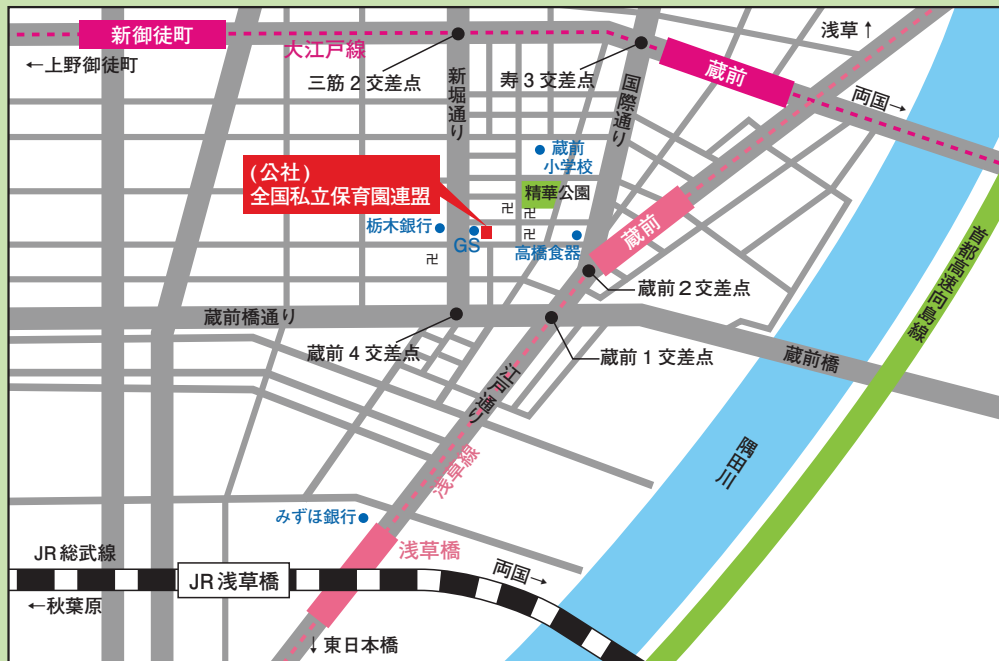 新御徒町
大江戸線
←上野御徒町
三筋2交差点
新堀通り
寿3交差点
国際通り
蔵前
浅草↑
両国→
蔵前
小学校
(公社)
全国私立保育園連盟
精華公園
卍
卍
卍
卍
栃木銀行
GS
高橋食器
蔵前
蔵前2交差点
首都高速向島線
蔵前橋通り
蔵前4交差点
蔵前1交差点
蔵前橋
江戸通り
隅田川
浅草線
みずほ銀行
浅草橋
JR総武線
JR浅草橋
両国→
←秋葉原
↓東日本橋